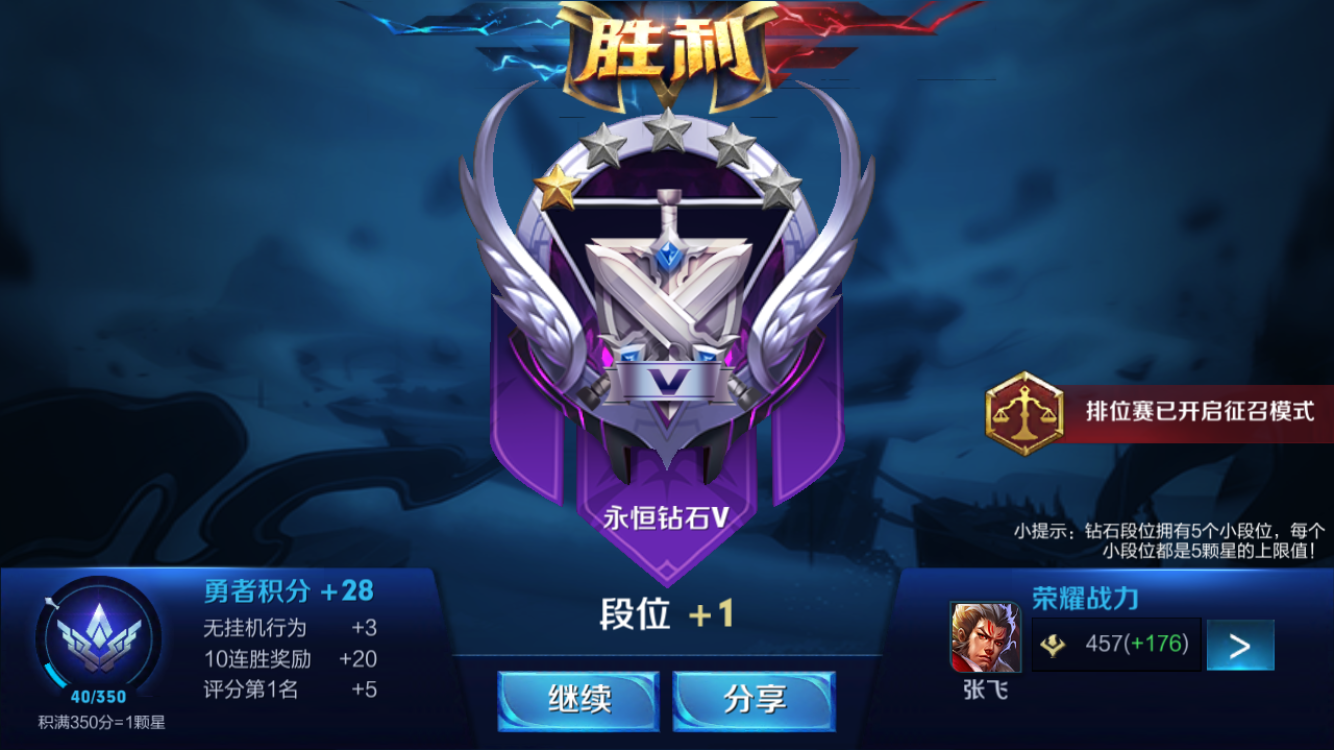 胜利
V
永恒钻石V
段位 +1
继续
分享
排位赛已开启征召模式
小提示：钻石段位拥有5个小段位，每个
小段位都是5颗星的上限值！
勇者积分 +28
无挂机行为 +3
10连胜奖励 +20
评分第1名 +5
40/350
积满350分=1颗星
荣耀战力
457(+176)
>
张飞